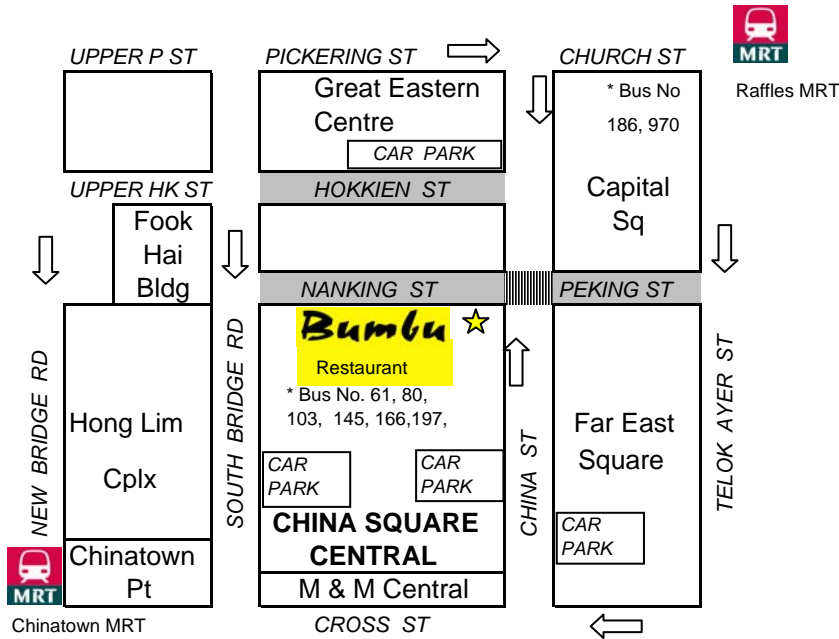 UPPER P ST
PICKERING ST
CHURCH ST
MRT
Raffles MRT
Great Eastern
Centre
CAR PARK
* Bus No
186, 970
Capital
Sq
UPPER HK ST
HOKKIEN ST
Fook
Hai
Bldg
NANKING ST
PEKING ST
Bumbu
Restaurant
* Bus No. 61, 80,
103, 145, 166,197,
NEW BRIDGE RD
Hong Lim
Cplx
SOUTH BRIDGE RD
CAR
PARK
CAR
PARK
CHINA ST
Far East
Square
TELOK AYER ST
CAR
PARK
CHINA SQUARE
CENTRAL
Chinatown
Pt
M & M Central
MRT
Chinatown MRT
CROSS ST